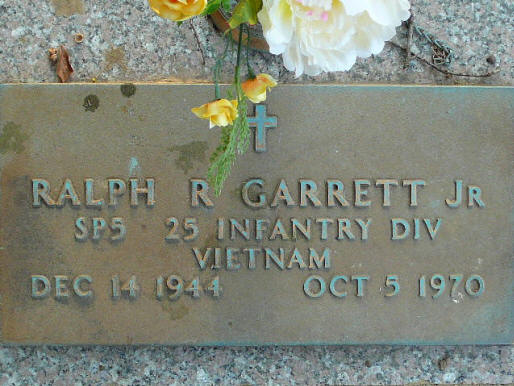 RALPH R GARRETT JR
SP5 25 INFANTRY DIV
VIETNAM
DEC 14 1944 OCT 5 1970